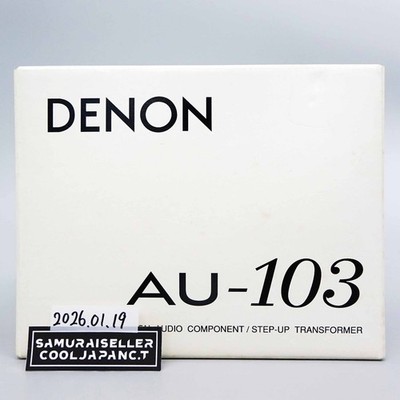 DENON
AU-103
AUDIO COMPONENT / STEP-UP TRANSFORMER
2026.01.19
SAMURAISELLER
COOLJAPANC.T